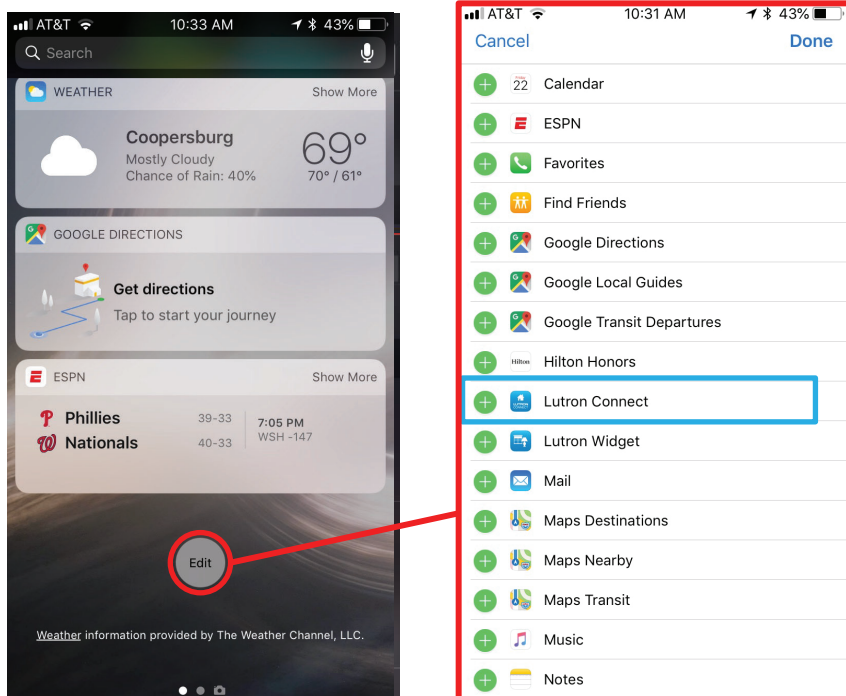 AT&T 10:33 AM 43%
Search
WEATHER Show More
Coopersburg
Mostly Cloudy
Chance of Rain: 40%
69°
70° / 61°
GOOGLE DIRECTIONS
Get directions
Tap to start your journey
ESPN Show More
Phillies 39-33
Nationals 40-33
7:05 PM
WSH -147
Edit
Weather information provided by The Weather Channel, LLC.
AT&T 10:31 AM 43%
Cancel Done
22 Calendar
ESPN
Favorites
Find Friends
Google Directions
Google Local Guides
Google Transit Departures
Hilton Hilton Honors
Lutron Connect
Lutron Widget
Mail
Maps Destinations
Maps Nearby
Maps Transit
Music
Notes